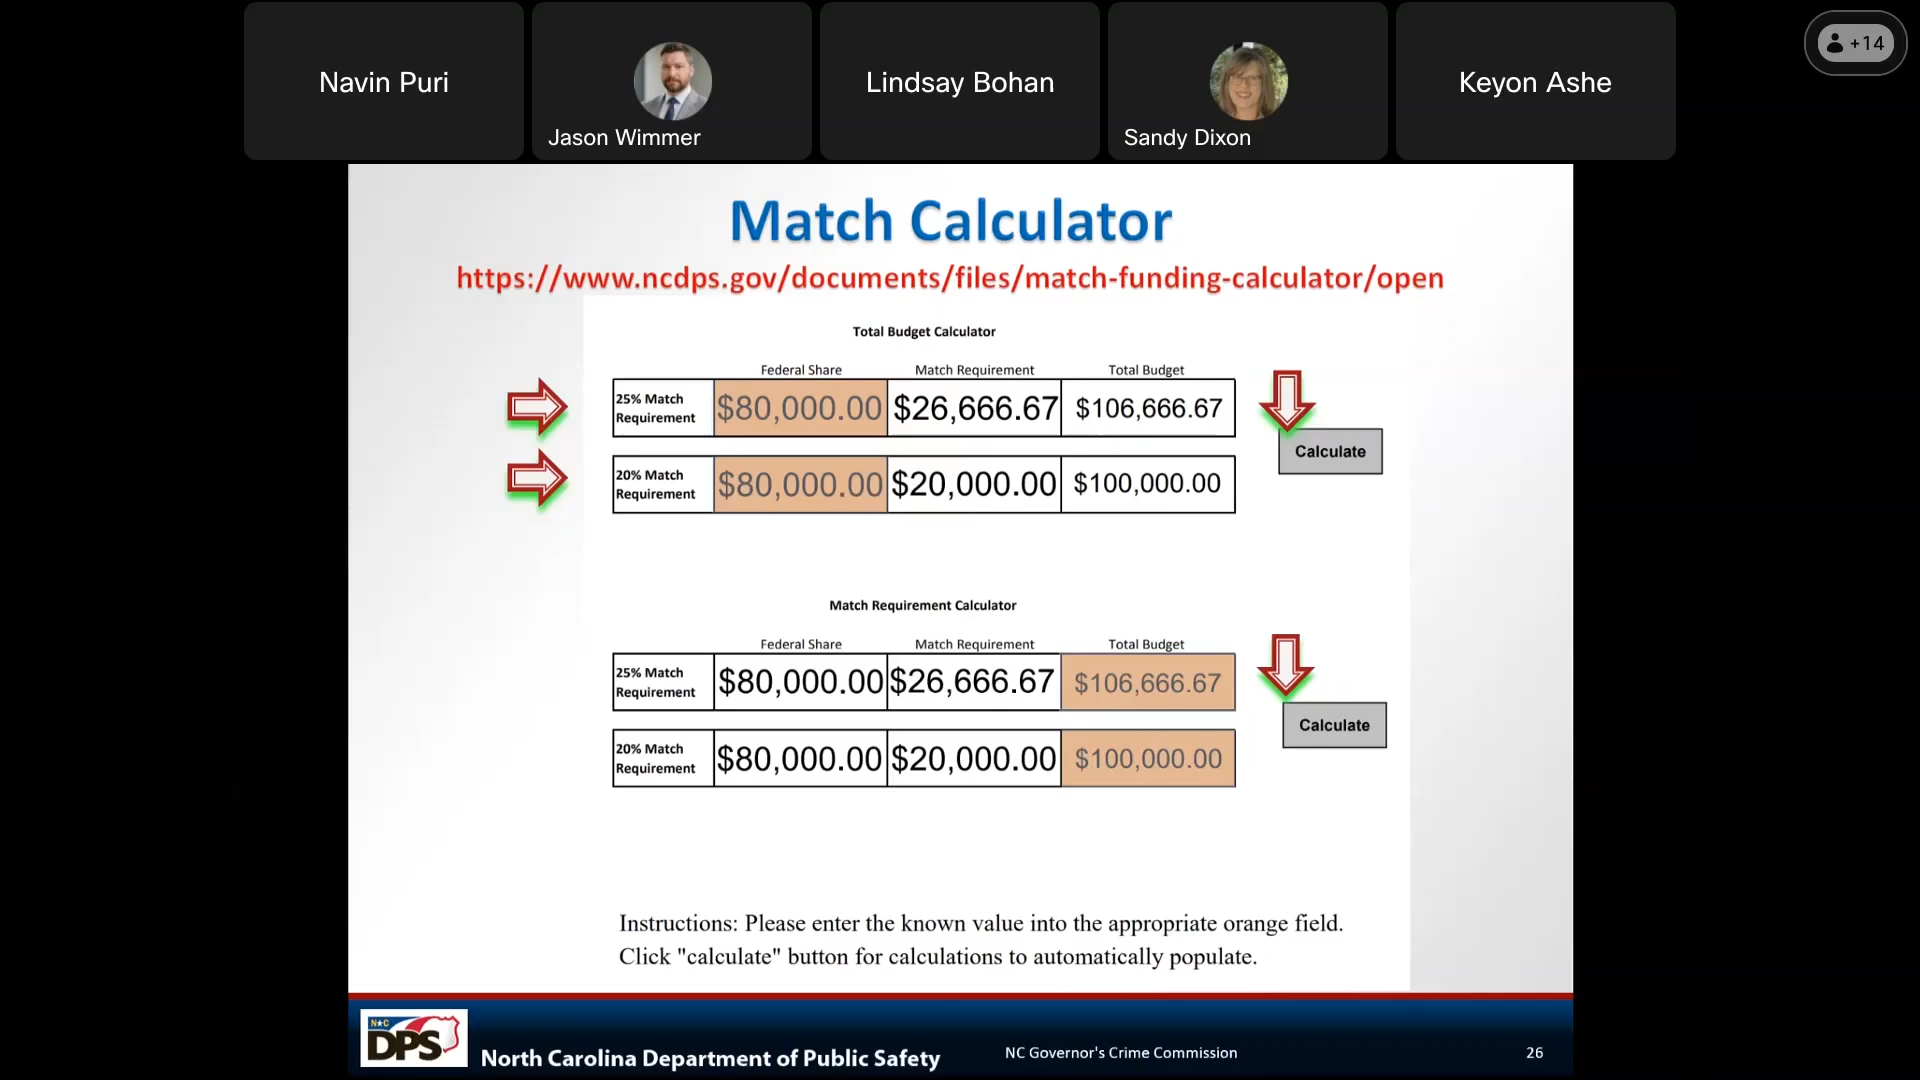 Navin Puri
Jason Wimmer
Lindsay Bohan
Sandy Dixon
Keyon Ashe
+14
Match Calculator
https://www.ncdps.gov/documents/files/match-funding-calculator/open
Total Budget Calculator
Federal Share Match Requirement Total Budget
25% Match
Requirement
$80,000.00 $26,666.67 $106,666.67
20% Match
Requirement
$80,000.00 $20,000.00 $100,000.00
Calculate
Match Requirement Calculator
Federal Share Match Requirement Total Budget
25% Match
Requirement
$80,000.00 $26,666.67 $106,666.67
20% Match
Requirement
$80,000.00 $20,000.00 $100,000.00
Calculate
Instructions: Please enter the known value into the appropriate orange field.
Click "calculate" button for calculations to automatically populate.
N★C
DPS
North Carolina Department of Public Safety
NC Governor's Crime Commission
26